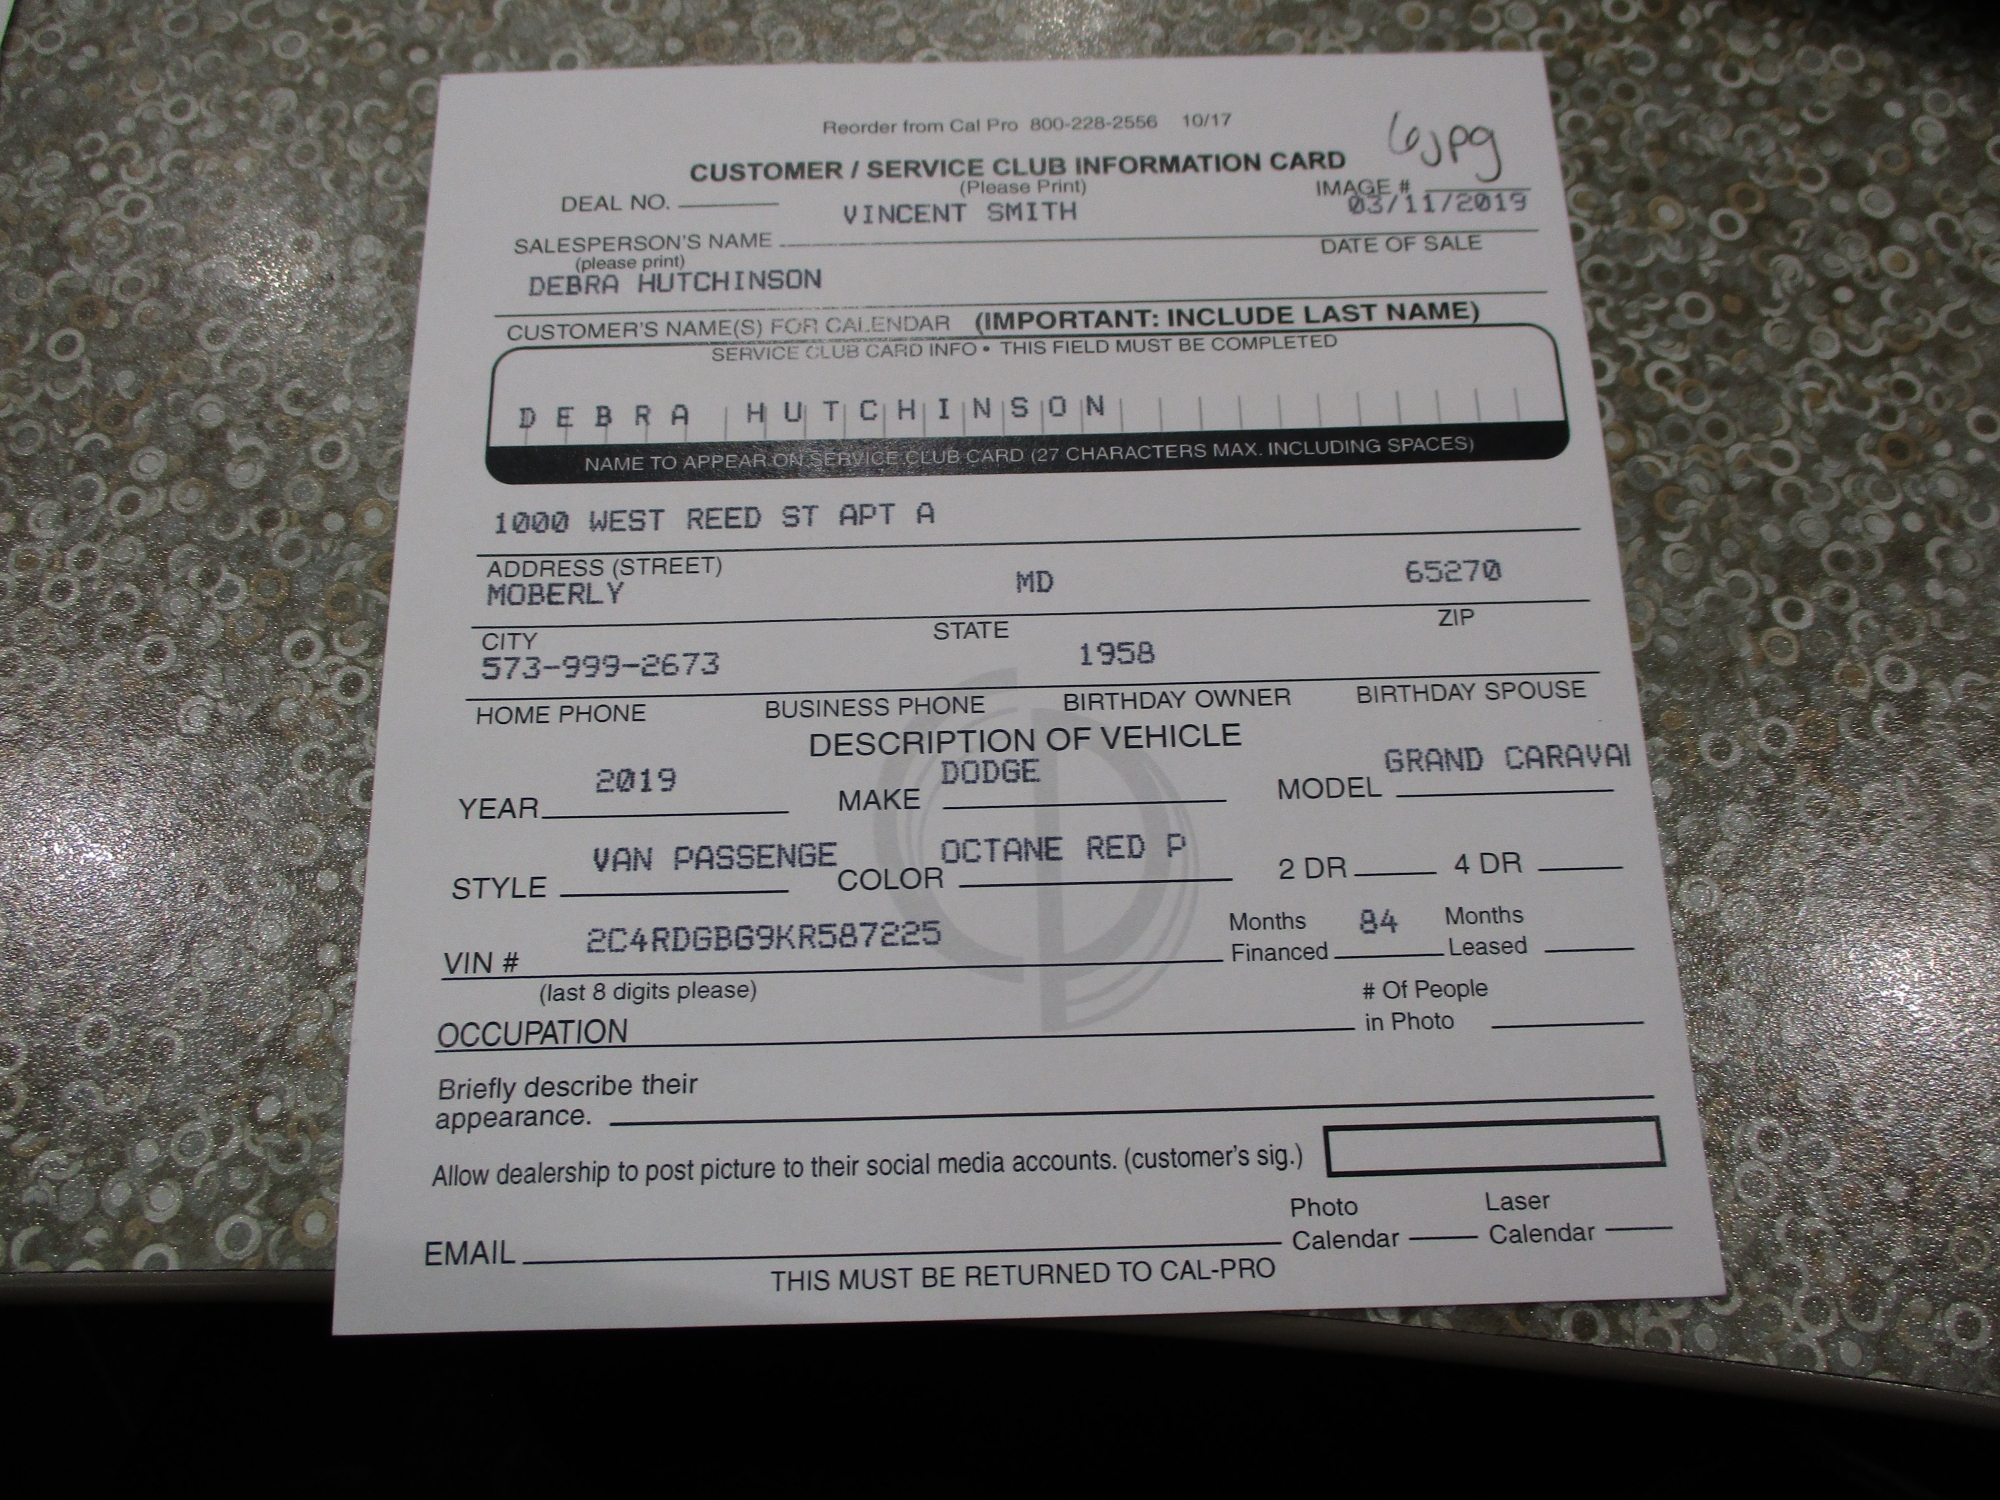 Reorder from Cal Pro 800-228-2556 10/17
6jpg
CUSTOMER / SERVICE CLUB INFORMATION CARD
(Please Print)
DEAL NO. IMAGE #
VINCENT SMITH 03/11/2019
SALESPERSON'S NAME DATE OF SALE
(please print)
DEBRA HUTCHINSON
CUSTOMER'S NAME(S) FOR CALENDAR (IMPORTANT: INCLUDE LAST NAME)
SERVICE CLUB CARD INFO • THIS FIELD MUST BE COMPLETED
DEBRA HUTCHINSON
NAME TO APPEAR ON SERVICE CLUB CARD (27 CHARACTERS MAX. INCLUDING SPACES)
1000 WEST REED ST APT A
ADDRESS (STREET)
MOBERLY MO 65270
CITY STATE ZIP
573-999-2673 1958
HOME PHONE BUSINESS PHONE BIRTHDAY OWNER BIRTHDAY SPOUSE
DESCRIPTION OF VEHICLE
2019 DODGE GRAND CARAVA
YEAR MAKE MODEL
VAN PASSENGE OCTANE RED P
STYLE COLOR 2 DR 4 DR
2C4RDGBG9KR587225 Months 84 Months
VIN # Financed Leased
(last 8 digits please) # Of People
OCCUPATION in Photo
Briefly describe their
appearance.
Allow dealership to post picture to their social media accounts. (customer's sig.)
Photo Laser
EMAIL Calendar Calendar
THIS MUST BE RETURNED TO CAL-PRO